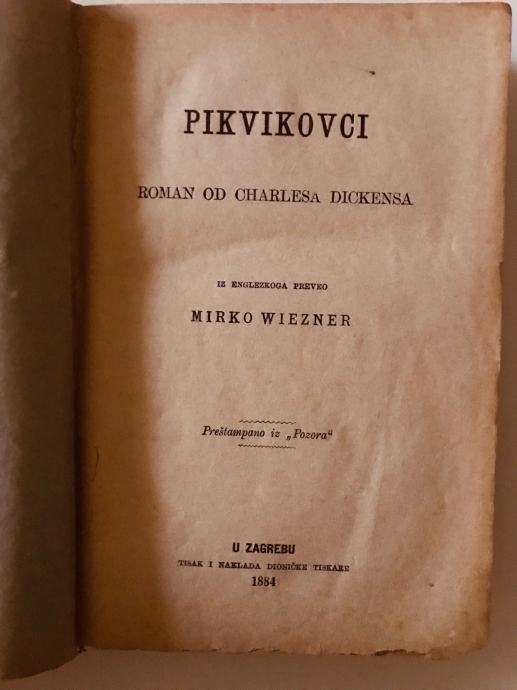 PIKVIKOVCI
ROMAN OD CHARLESA DICKENSA
IZ ENGLEZKOGA PREVEO
MIRKO WIEZNER
Preštampano iz „Pozora“
U ZAGREBU
TISAK I NAKLADA DIONIČKE TISKARE
1884